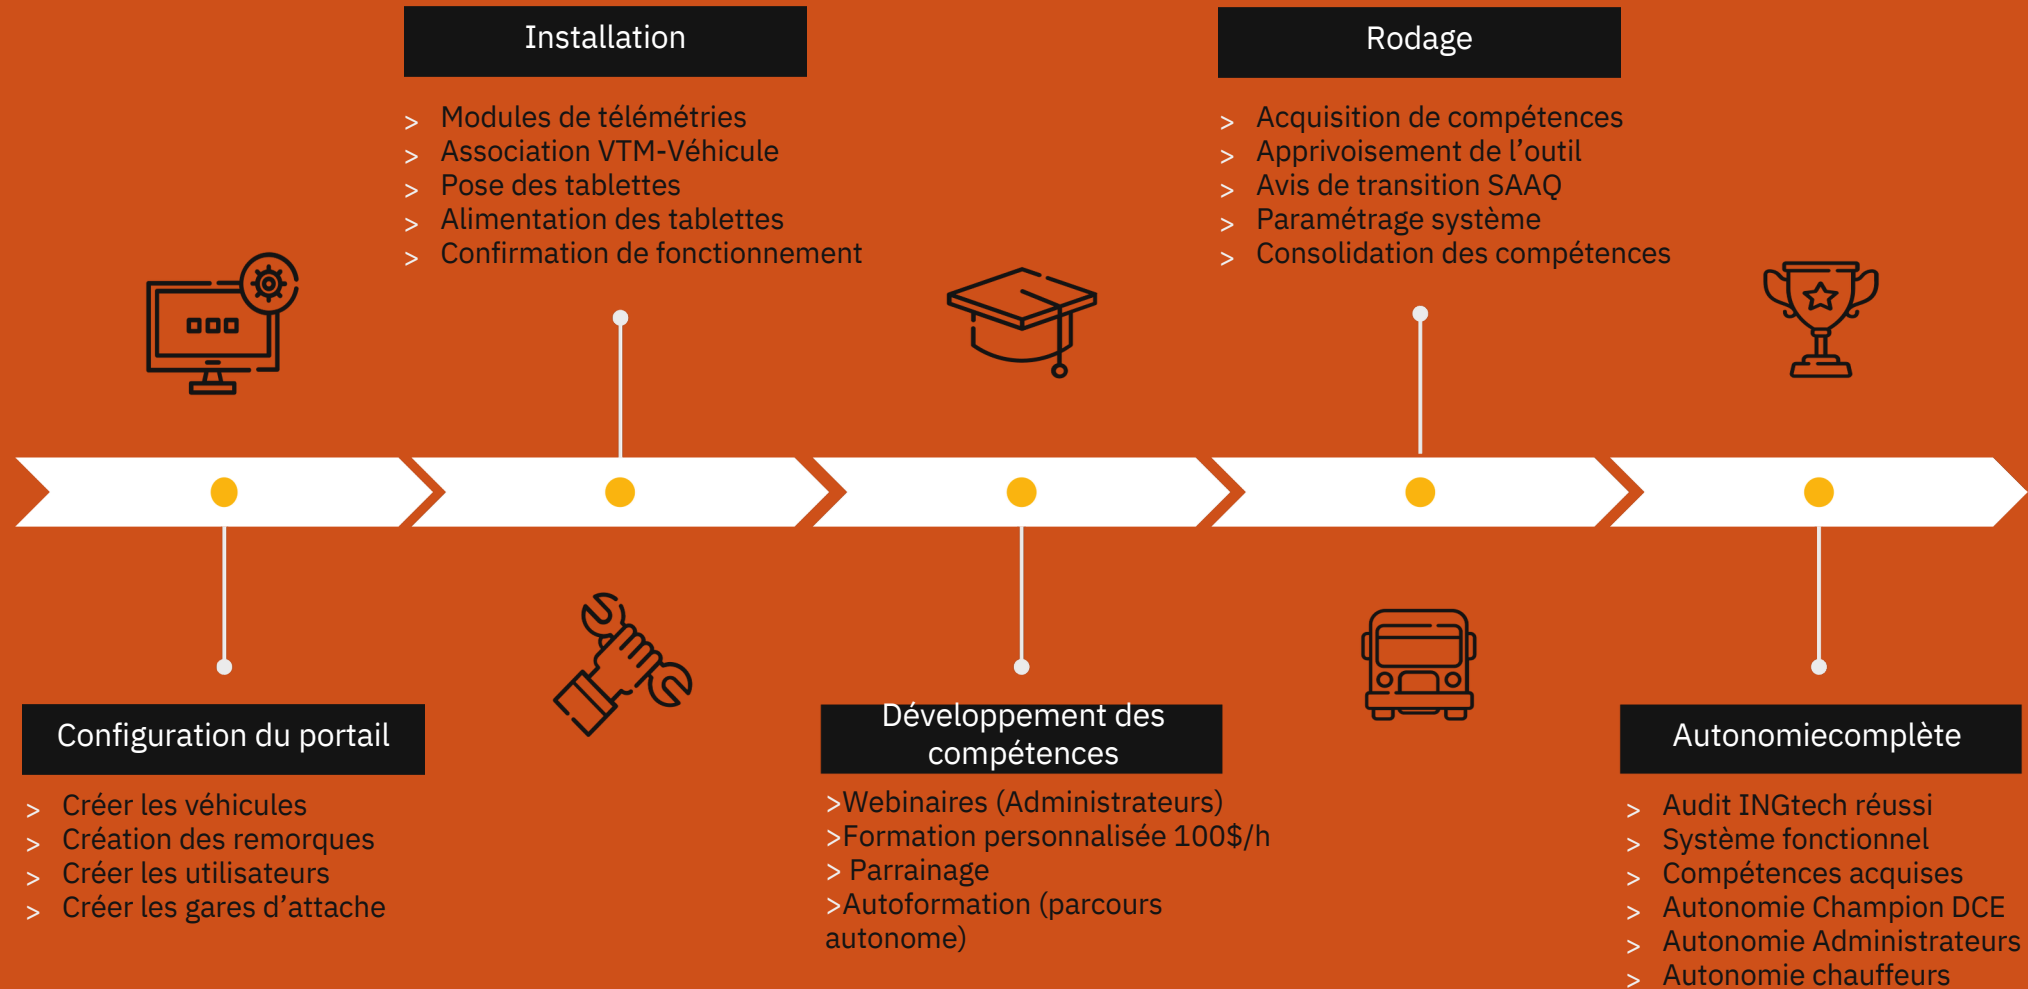 Installation
> Modules de télémétries
> Association VTM-Véhicule
> Pose des tablettes
> Alimentation des tablettes
> Confirmation de fonctionnement
Rodage
> Acquisition de compétences
> Apprivoisement de l’outil
> Avis de transition SAAQ
> Paramétrage système
> Consolidation des compétences
Configuration du portail
> Créer les véhicules
> Création des remorques
> Créer les utilisateurs
> Créer les gares d’attache
Développement des
compétences
>Webinaires (Administrateurs)
>Formation personnalisée 100$/h
> Parrainage
>Autoformation (parcours
autonome)
Autonomiecomplète
> Audit INGtech réussi
> Système fonctionnel
> Compétences acquises
> Autonomie Champion DCE
> Autonomie Administrateurs
> Autonomie chauffeurs